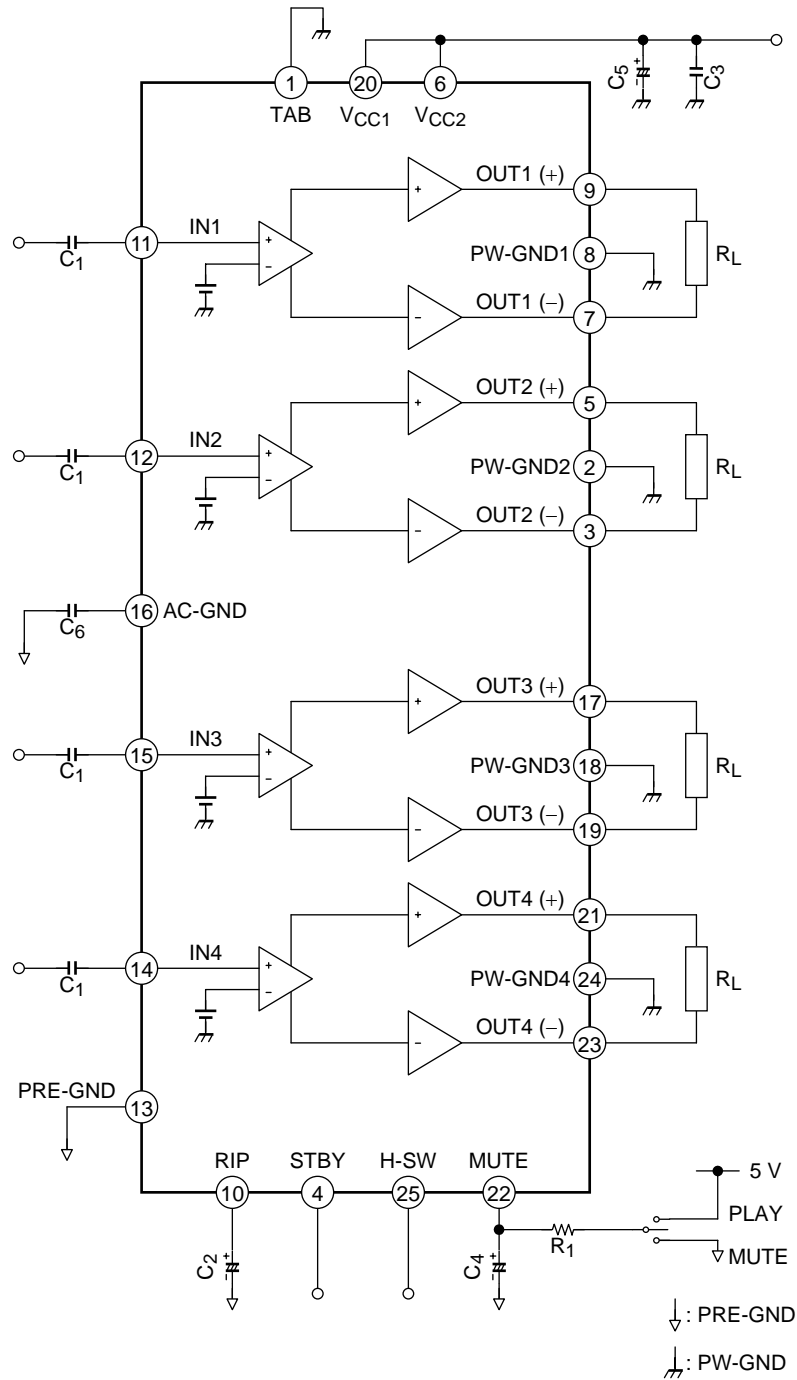 1
20
6
TAB
VCC1
VCC2
C5
+
−
C3
OUT1 (+)
9
IN1
11
C1
PW-GND1
8
RL
OUT1 (−)
7
+
−
+
−
OUT2 (+)
5
IN2
12
C1
PW-GND2
2
RL
OUT2 (−)
3
+
−
+
−
16
AC-GND
C6
OUT3 (+)
17
IN3
15
C1
PW-GND3
18
RL
OUT3 (−)
19
+
−
+
−
OUT4 (+)
21
IN4
14
C1
PW-GND4
24
RL
OUT4 (−)
23
+
−
+
−
PRE-GND
13
RIP
STBY
H-SW
MUTE
10
4
25
22
5 V
PLAY
R1
MUTE
C2
+
−
C4
+
−
: PRE-GND
: PW-GND